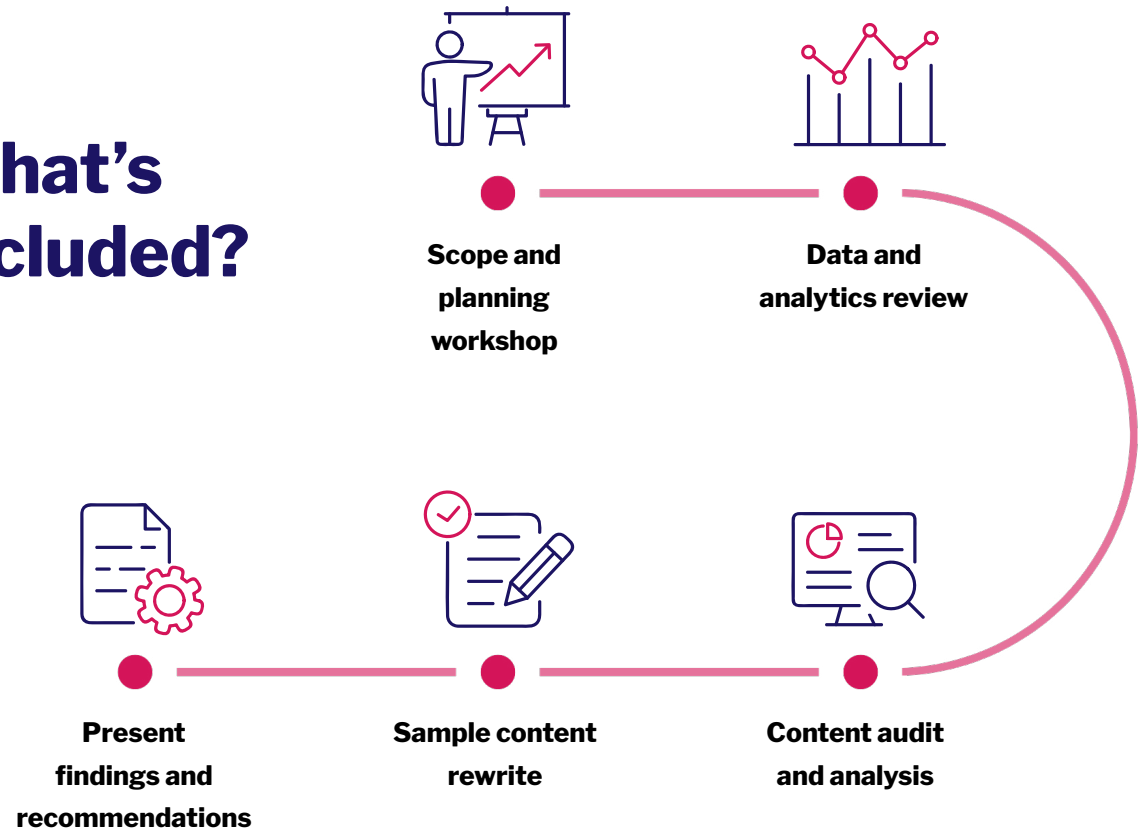 hat's
cluded?
Scope and
planning
workshop
Data and
analytics review
Present
findings and
recommendations
Sample content
rewrite
Content audit
and analysis